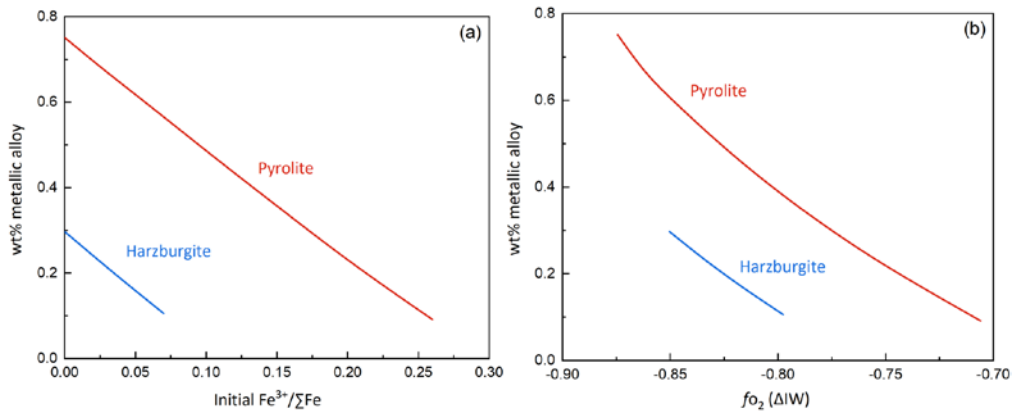 (a)
0.8
0.6
0.4
0.2
0.0
wt% metallic alloy
Pyrolite
Harzburgite
0.00 0.05 0.10 0.15 0.20 0.25 0.30
Initial Fe³⁺/∑Fe
(b)
0.8
0.6
0.4
0.2
0.0
wt% metallic alloy
Pyrolite
Harzburgite
-0.90 -0.85 -0.80 -0.75 -0.70
fo₂ (ΔIW)